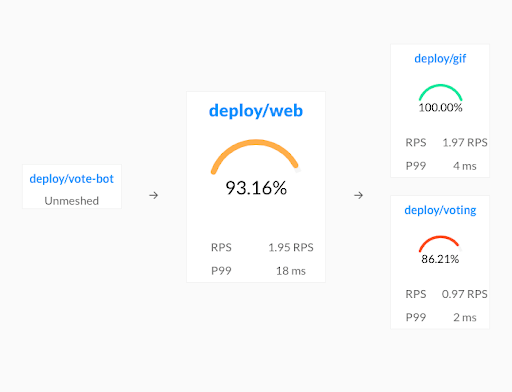 deploy/vote-bot
Unmeshed
→
deploy/web
93.16%
RPS 1.95 RPS
P99 18 ms
→
deploy/gif
100.00%
RPS 1.97 RPS
P99 4 ms
deploy/voting
86.21%
RPS 0.97 RPS
P99 2 ms